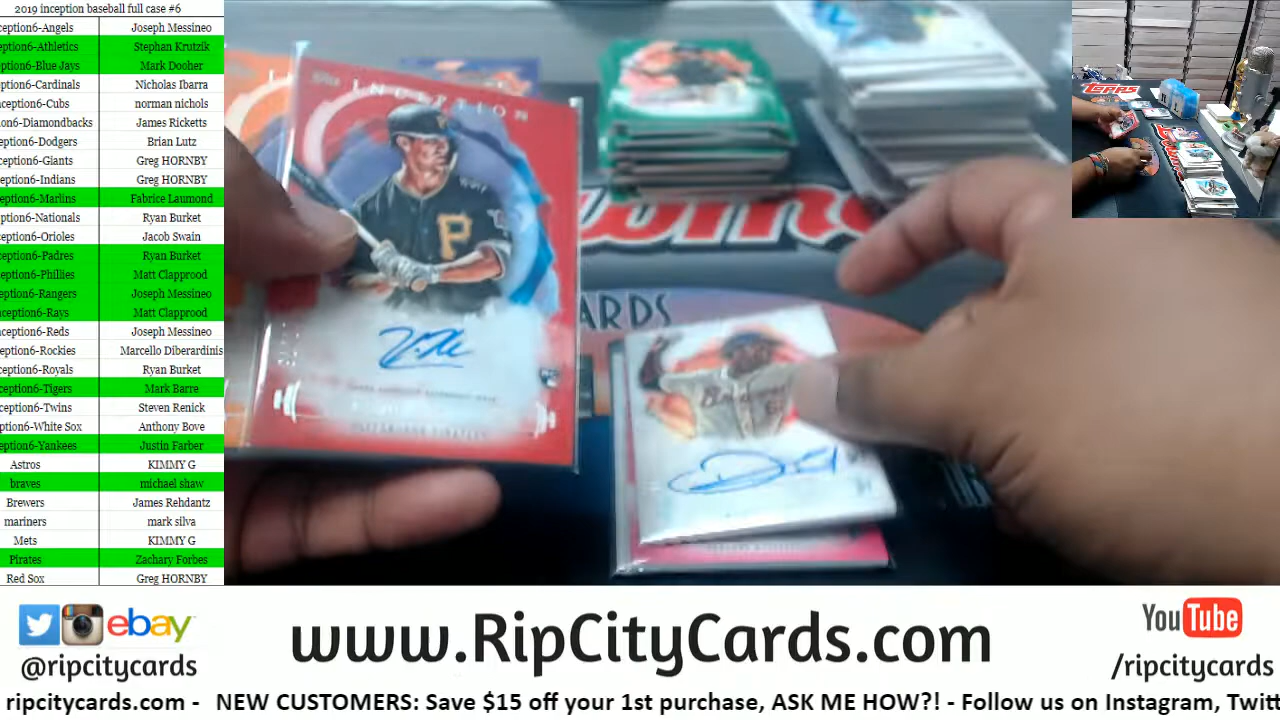 2019 inception baseball full case #6
ception6-Angels Joseph Messineo
eption6-Athletics Stephan Krutzik
eption6-Blue Jays Mark Dooher
ception6-Cardinals Nicholas Ibarra
ception6-Cubs norman nichols
on6-Diamondbacks James Ricketts
ception6-Dodgers Brian Lutz
ception6-Giants Greg HORNBY
ception6-Indians Greg HORNBY
eption6-Marlins Fabrice Laumond
ption6-Nationals Ryan Burket
ception6-Orioles Jacob Swain
eption6-Padres Ryan Burket
eption6-Phillies Matt Clapprood
eption6-Rangers Joseph Messineo
ception6-Rays Matt Clapprood
nception6-Reds Joseph Messineo
ception6-Rockies Marcello Diberardinis
ception6-Royals Ryan Burket
eption6-Tigers Mark Barre
ception6-Twins Steven Renick
ption6-White Sox Anthony Bove
eption6-Yankees Justin Farber
Astros KIMMY G
braves michael shaw
Brewers James Rehdantz
mariners mark silva
Mets KIMMY G
Pirates Zachary Forbes
Red Sox Greg HORNBY
INCEPTION
P
ARDS
TOPPS
ebay
@ripcitycards
www.RipCityCards.com
YouTube
/ripcitycards
ripcitycards.com - NEW CUSTOMERS: Save $15 off your 1st purchase, ASK ME HOW?! - Follow us on Instagram, Twitt